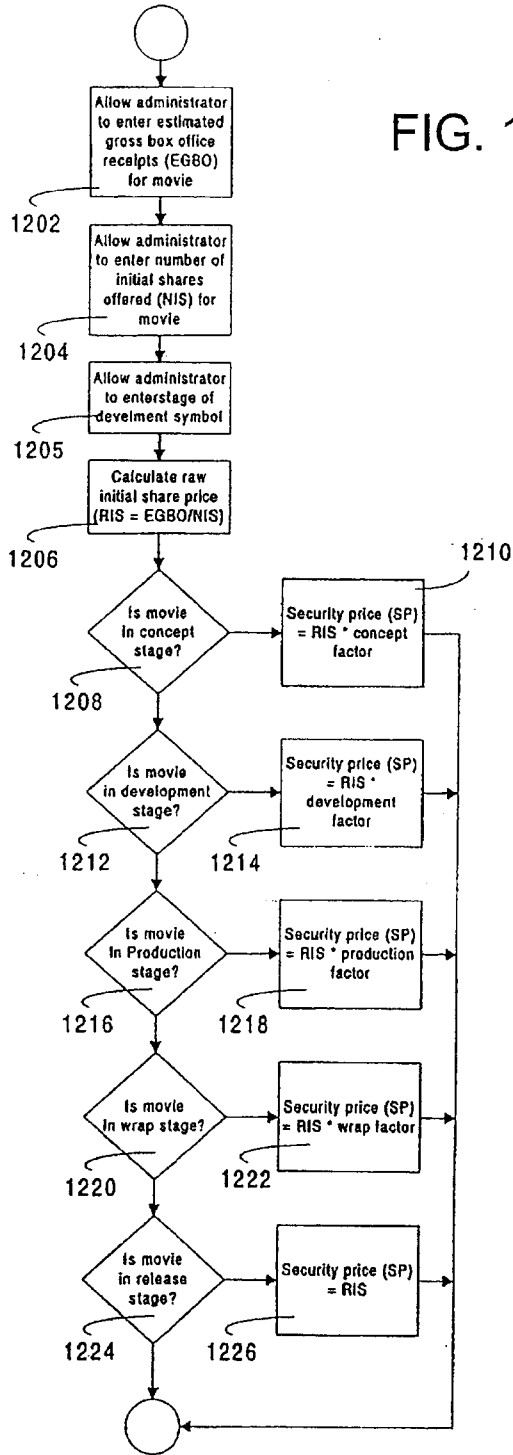 Allow administrator
to enter estimated
gross box office
receipts (EGBO)
for movie
FIG. 1
1202
Allow administrator
to enter number of
initial shares
offered (NIS) for
movie
1204
Allow administrator
to enterstage of
develment symbol
1205
Calculate raw
initial share price
(RIS = EGBO/NIS)
1206
Is movie
in concept
stage?
1208
Security price (SP)
= RIS * concept
factor
1210
Is movie
in development
stage?
1212
Security price (SP)
= RIS *
development
factor
1214
Is movie
in Production
stage?
1216
Security price (SP)
= RIS * production
factor
1218
Is movie
in wrap stage?
1220
Security price (SP)
= RIS * wrap factor
1222
Is movie
in release
stage?
1224
Security price (SP)
= RIS
1226